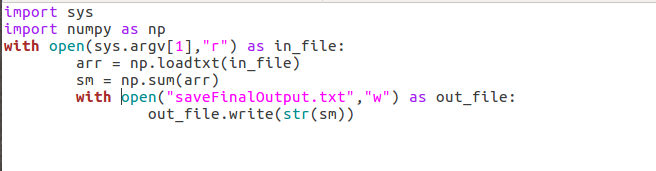 import sys
import numpy as np
with open(sys.argv[1],"r") as in_file:
        arr = np.loadtxt(in_file)
        sm = np.sum(arr)
        with open("saveFinalOutput.txt","w") as out_file:
                out_file.write(str(sm))